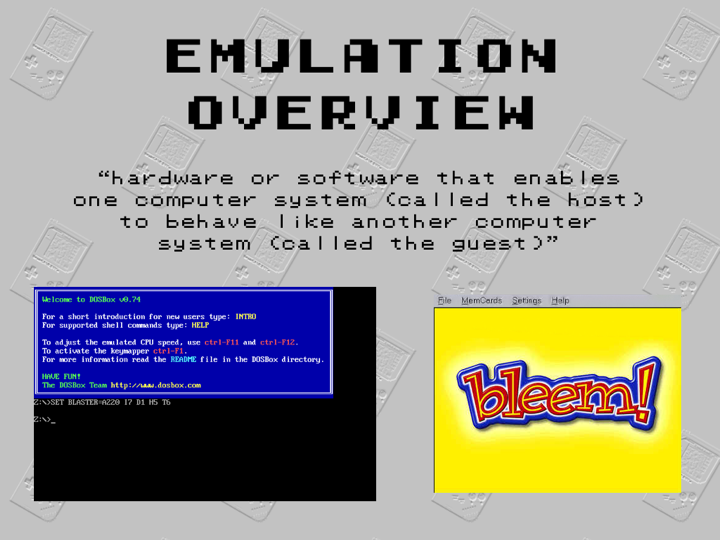 EMULATION
OVERVIEW
“hardware or software that enables
one computer system (called the host)
to behave like another computer
system (called the guest)”
Welcome to DOSBox v0.74
For a short introduction for new users type: INTRO
For supported shell commands type: HELP
To adjust the emulated CPU speed, use ctrl-F11 and ctrl-F12.
To activate the keymapper ctrl-F1.
For more information read the README file in the DOSBox directory.
HAVE FUN!
The DOSBox Team http://www.dosbox.com
Z:\>SET BLASTER=A220 I7 D1 H5 T6
Z:\>_
File MemCards Settings Help
bleem!